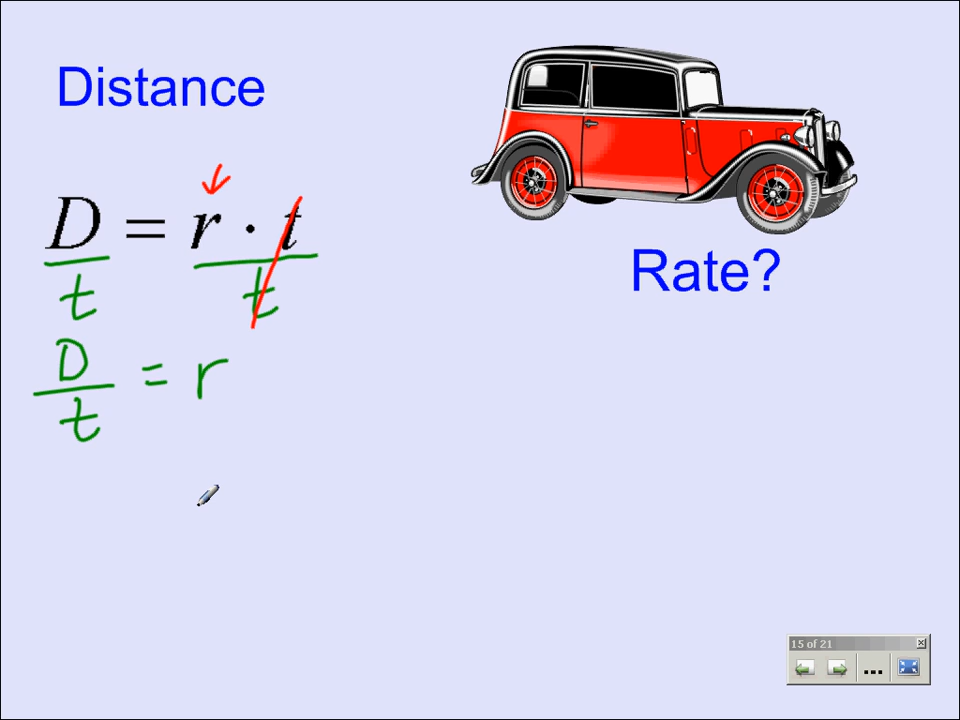 Distance
D = r · t
t t
D/t = r
Rate?
15 of 21